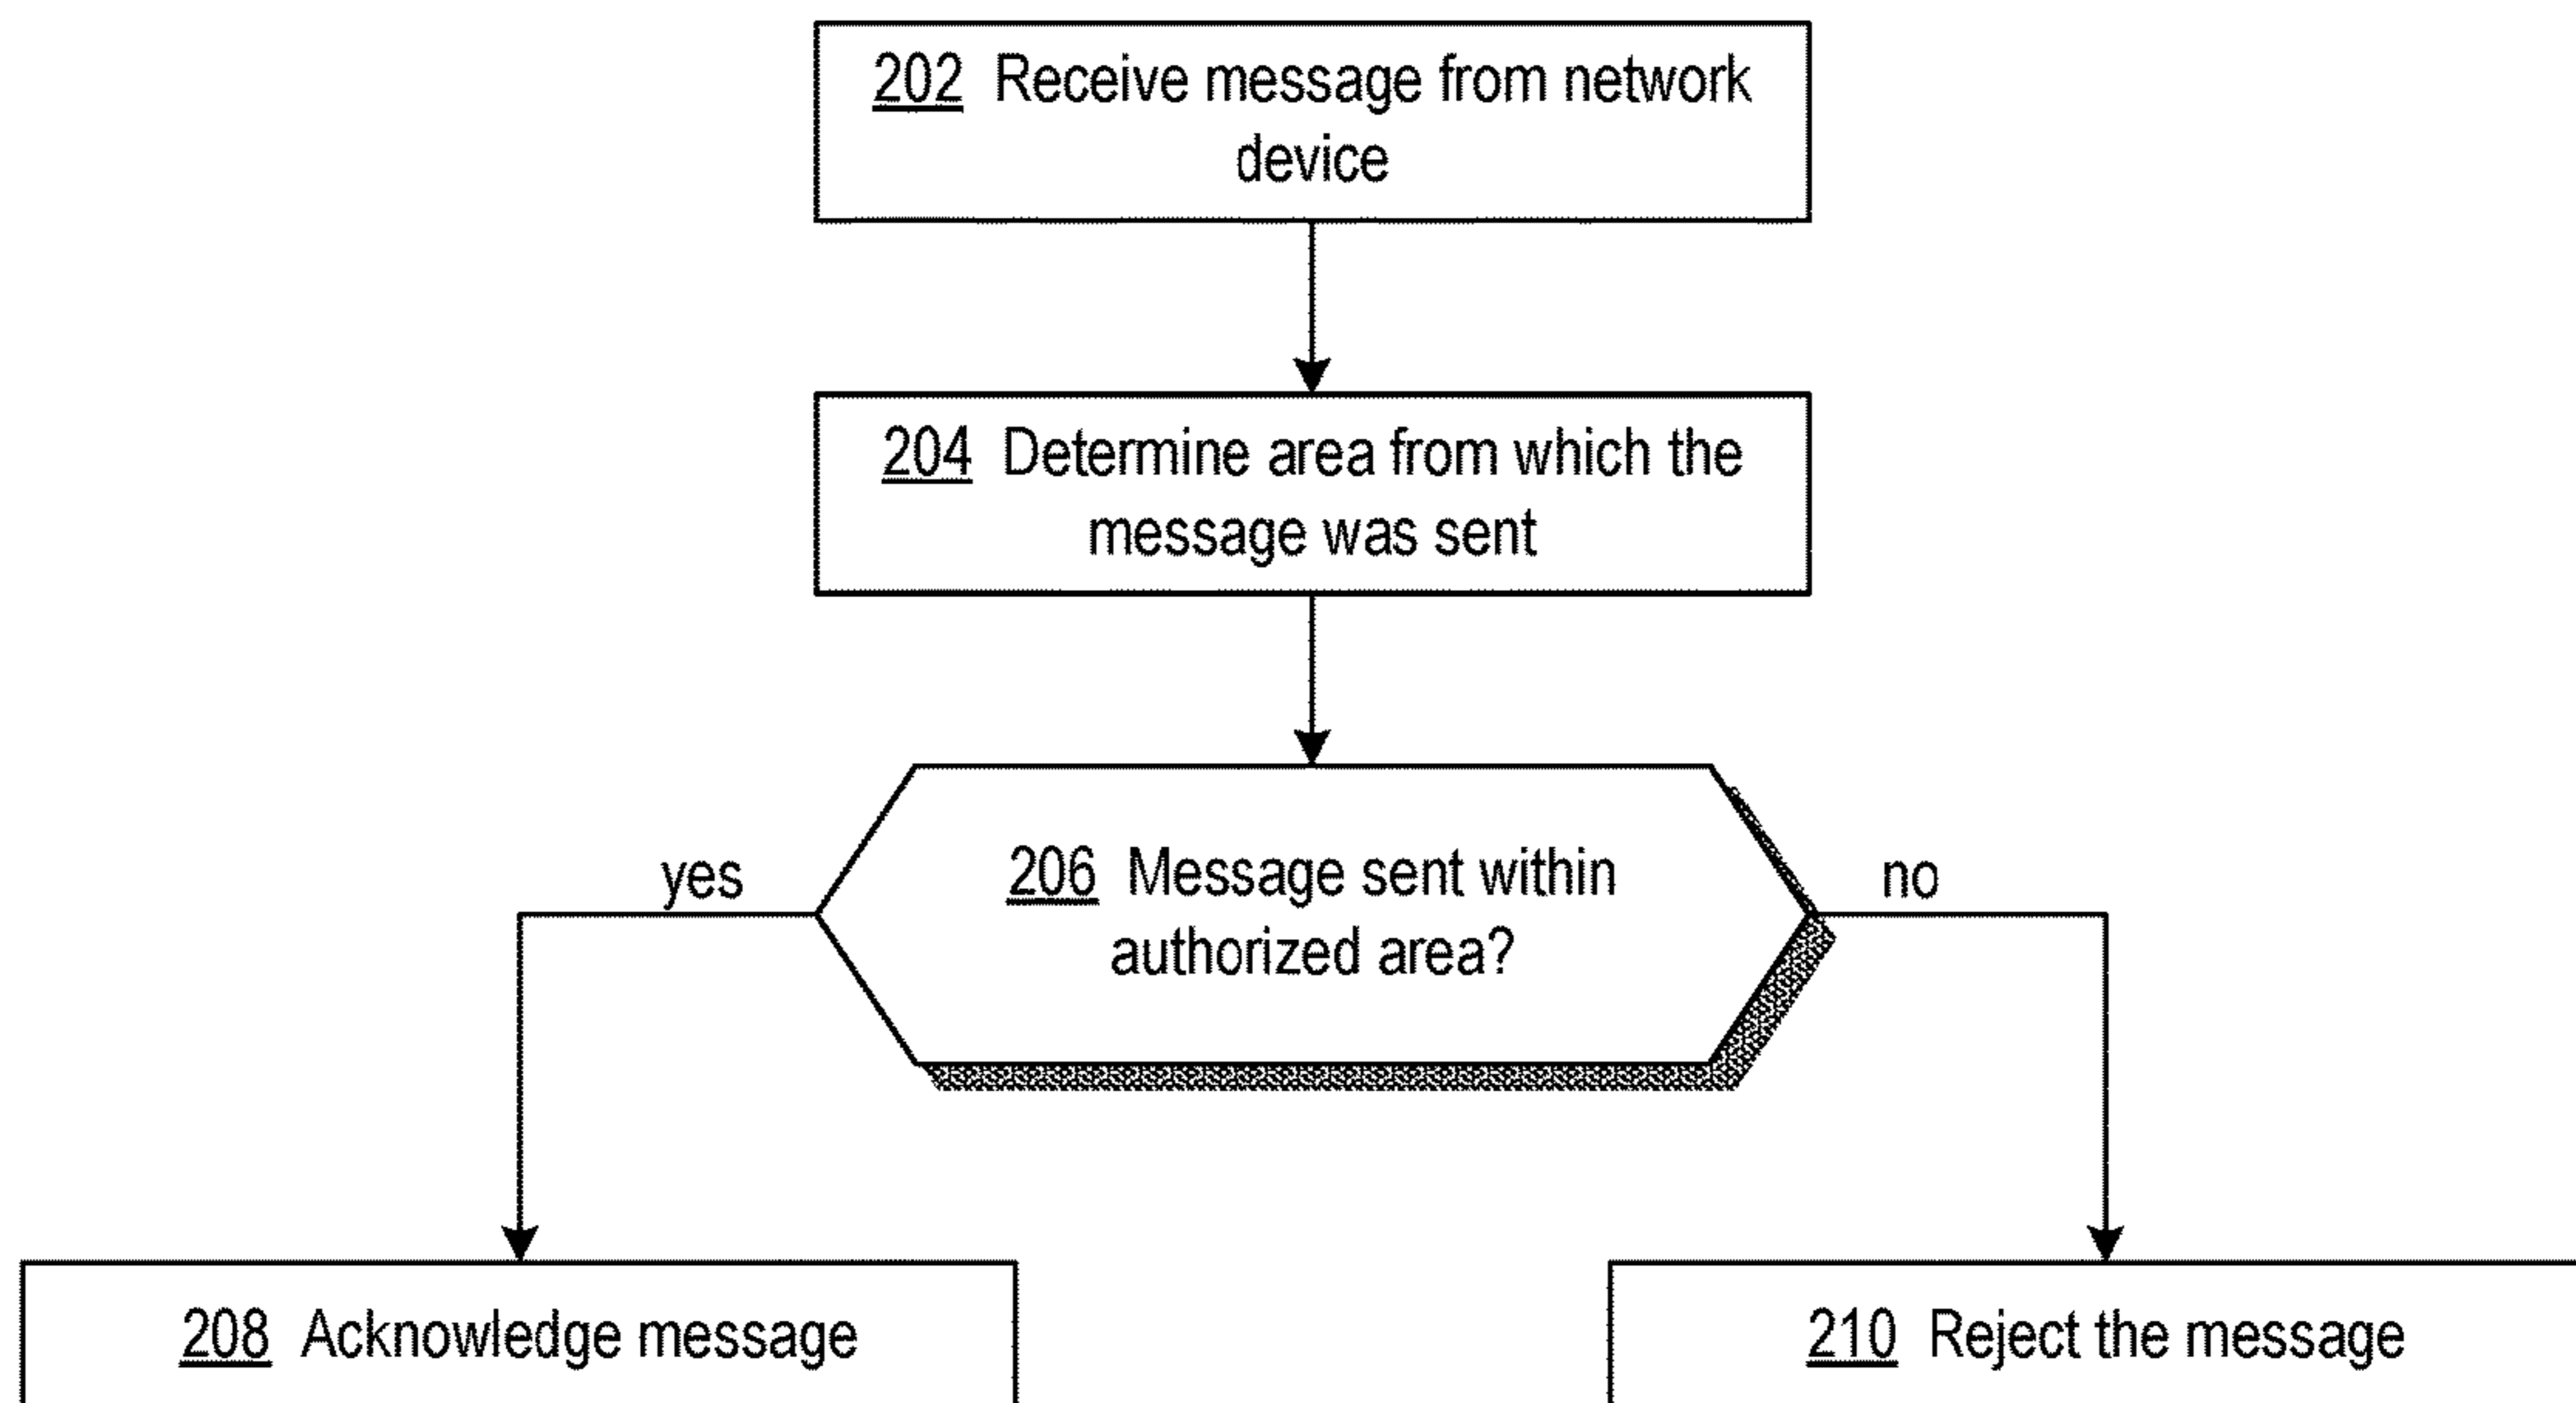 202 Receive message from network
device
204 Determine area from which the
message was sent
yes
206 Message sent within
authorized area?
no
208 Acknowledge message
210 Reject the message